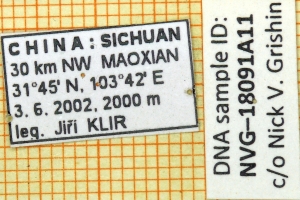 CHINA: SICHUAN
30 km NW MAOXIAN
31°45' N, 103°42' E
3. 6. 2002, 2000 m
leg. Jiří KLIR
DNA sample ID:
NVG-18091A11
c/o Nick V. Grishin